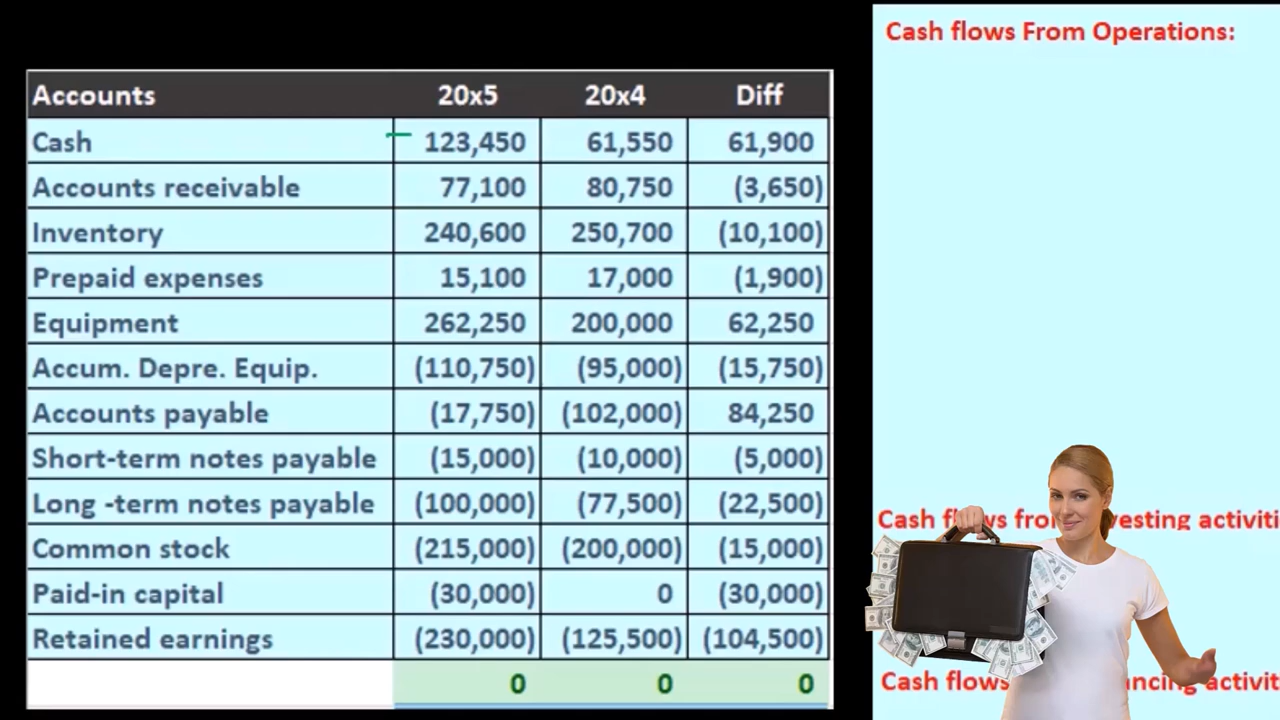 Cash flows From Operations:
Accounts 20x5 20x4 Diff
Cash 123,450 61,550 61,900
Accounts receivable 77,100 80,750 (3,650)
Inventory 240,600 250,700 (10,100)
Prepaid expenses 15,100 17,000 (1,900)
Equipment 262,250 200,000 62,250
Accum. Depre. Equip. (110,750) (95,000) (15,750)
Accounts payable (17,750) (102,000) 84,250
Short-term notes payable (15,000) (10,000) (5,000)
Long -term notes payable (100,000) (77,500) (22,500)
Common stock (215,000) (200,000) (15,000)
Paid-in capital (30,000) 0 (30,000)
Retained earnings (230,000) (125,500) (104,500)
0 0 0
Cash flows from
Cash flows